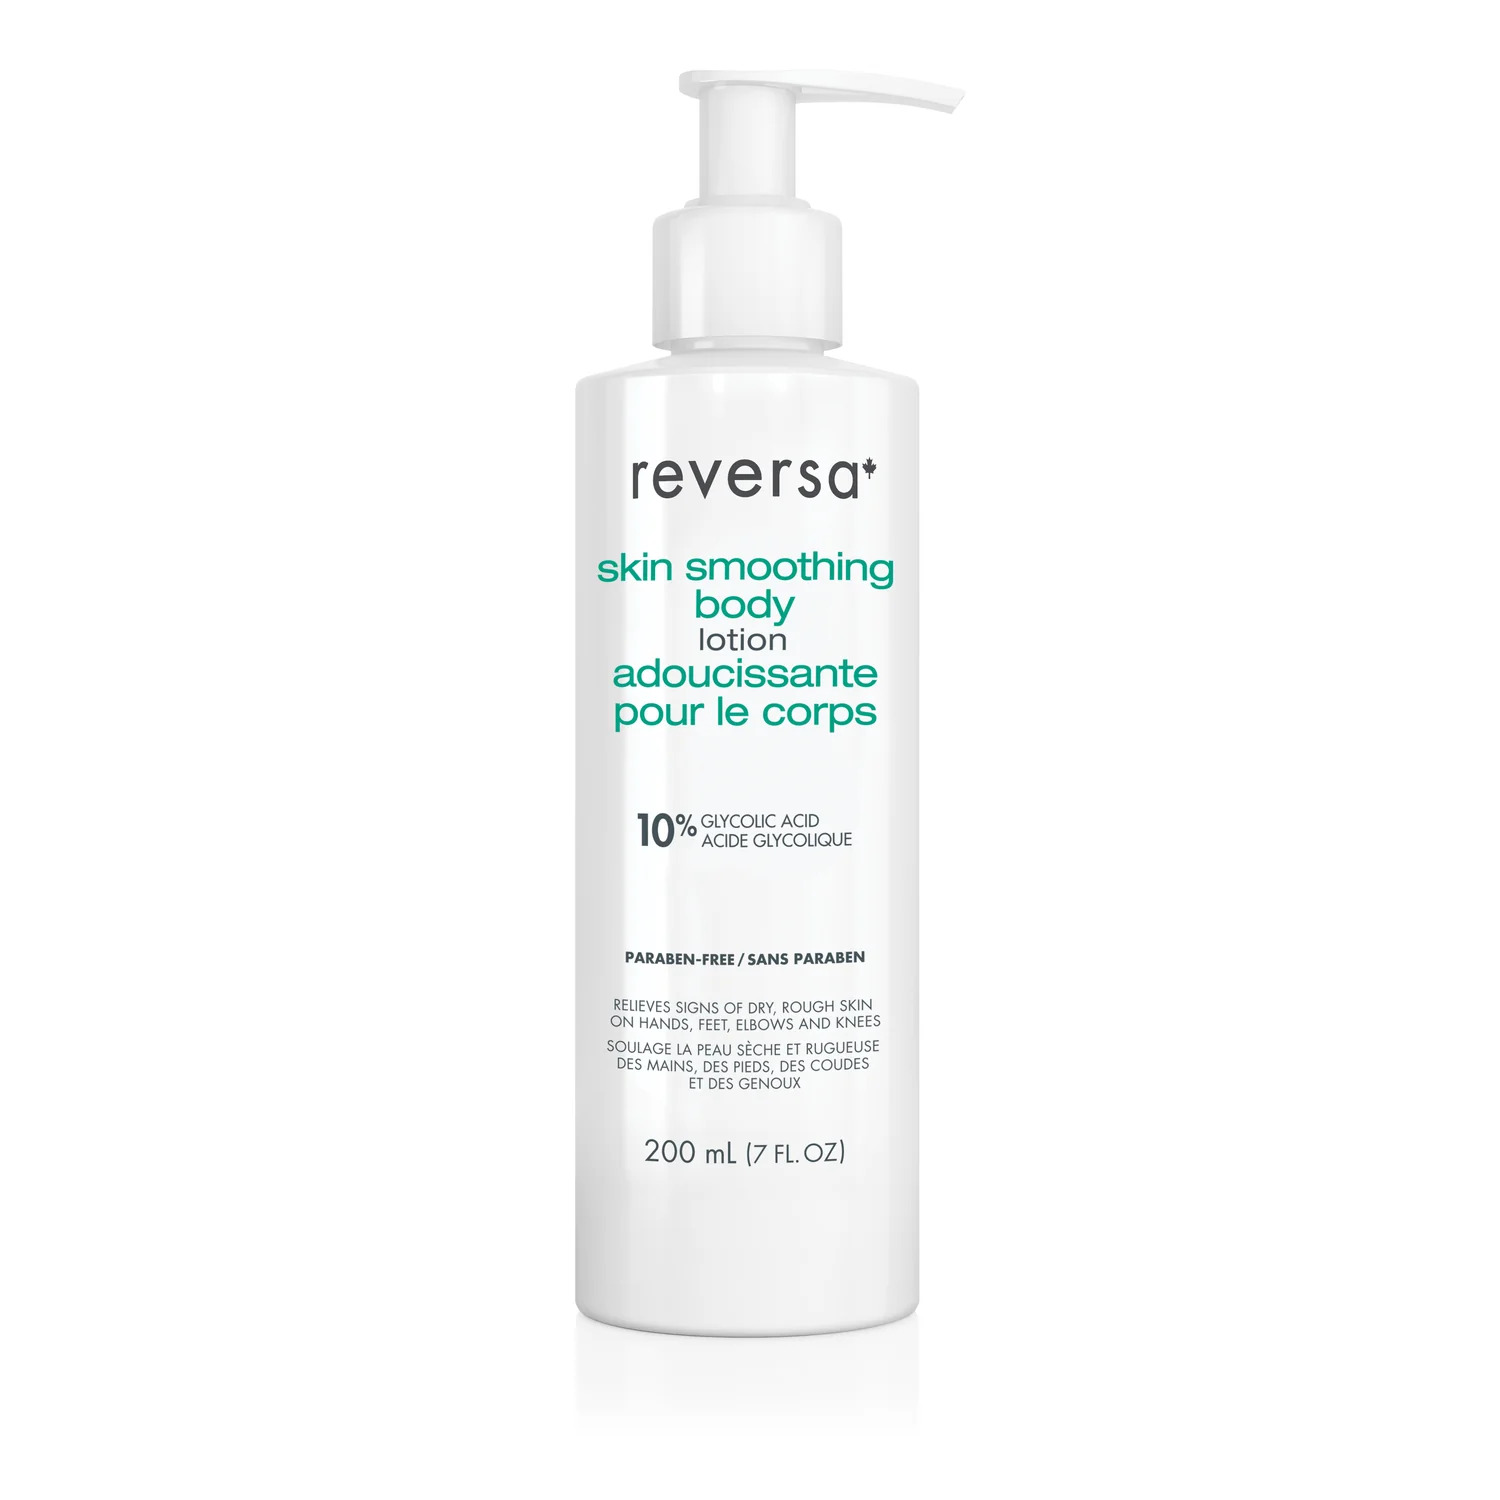 reversa
skin smoothing
body
lotion
adoucissante
pour le corps
10% GLYCOLIC ACID
ACIDE GLYCOLIQUE
PARABEN-FREE / SANS PARABEN
RELIEVES SIGNS OF DRY, ROUGH SKIN
ON HANDS, FEET, ELBOWS AND KNEES
SOULAGE LA PEAU SÈCHE ET RUGUEUSE
DES MAINS, DES PIEDS, DES COUDES
ET DES GENOUX
200 mL (7 FL. OZ)